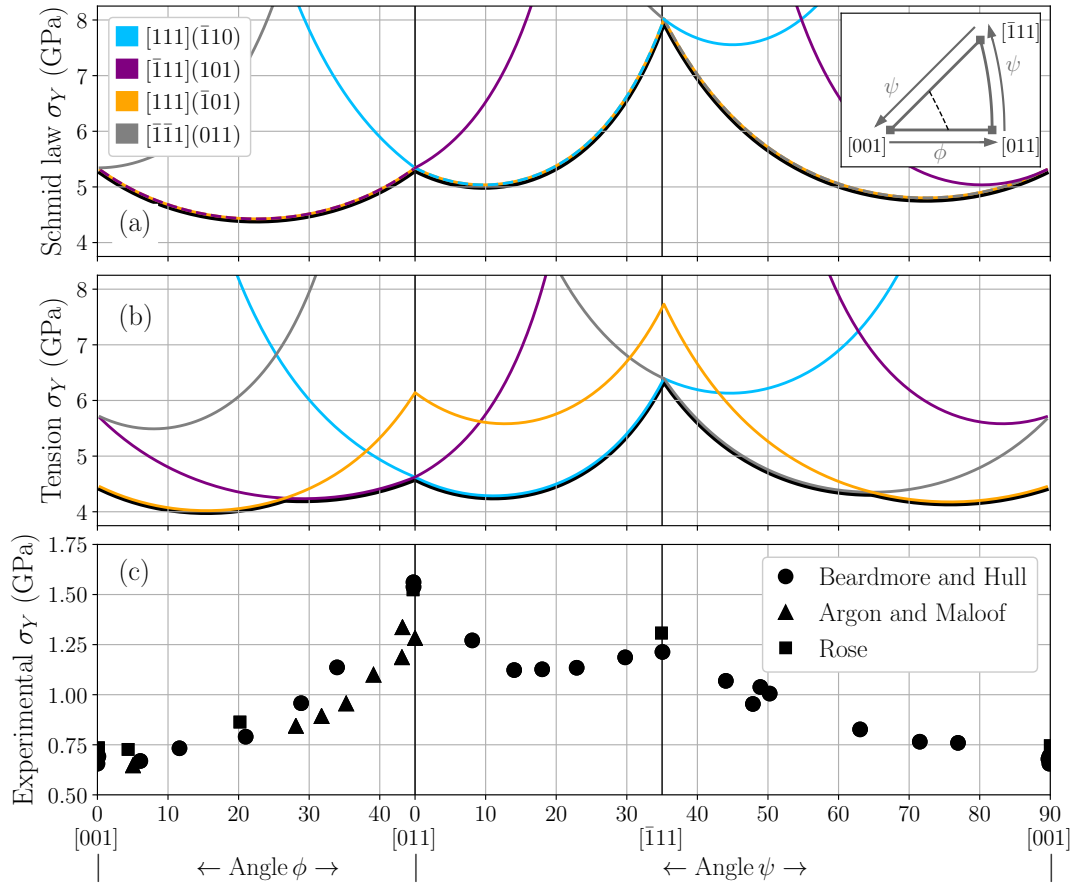 Schmid law σ_Y (GPa)
8
7
6
5
4
[111](1̄10)
[1̄11](101)
[111](1̄01)
[1̄1̄1](011)
(a)
[1̄11]
ψ
ψ
[001]
ϕ
[011]
Tension σ_Y (GPa)
8
7
6
5
4
(b)
Experimental σ_Y (GPa)
1.75
1.50
1.25
1.00
0.75
0.50
(c)
Beardmore and Hull
Argon and Maloof
Rose
0 10 20 30 40 0 10 20 30 40 50 60 70 80 90
[001] [011] [1̄11] [001]
← Angle ϕ → ← Angle ψ →